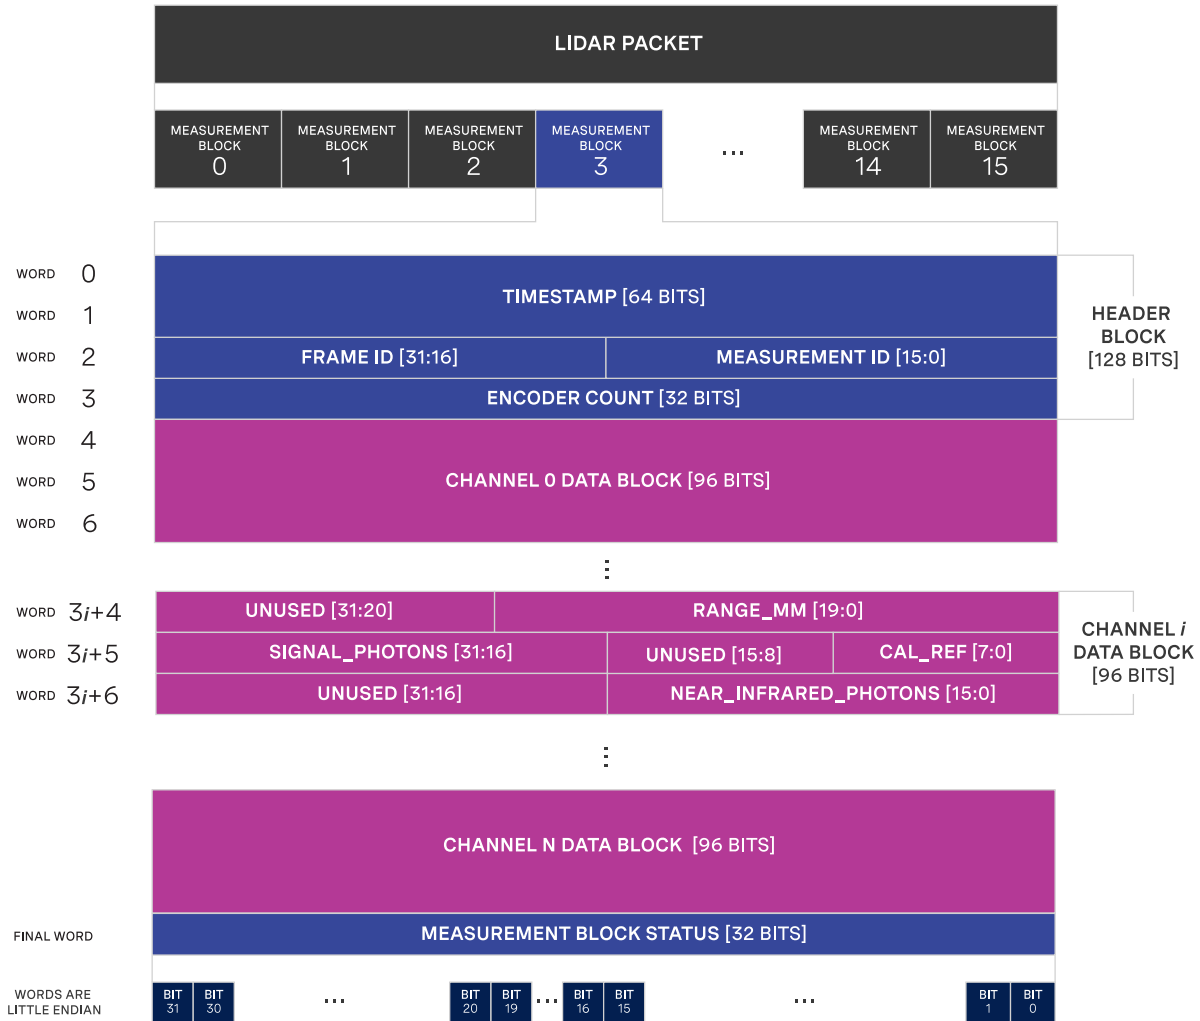 LIDAR PACKET
MEASUREMENT BLOCK 0
MEASUREMENT BLOCK 1
MEASUREMENT BLOCK 2
MEASUREMENT BLOCK 3
...
MEASUREMENT BLOCK 14
MEASUREMENT BLOCK 15
WORD 0
WORD 1
TIMESTAMP [64 BITS]
WORD 2
FRAME ID [31:16]
MEASUREMENT ID [15:0]
WORD 3
ENCODER COUNT [32 BITS]
HEADER
BLOCK
[128 BITS]
WORD 4
WORD 5
WORD 6
CHANNEL 0 DATA BLOCK [96 BITS]
WORD 3i+4
UNUSED [31:20]
RANGE_MM [19:0]
WORD 3i+5
SIGNAL_PHOTONS [31:16]
UNUSED [15:8]
CAL_REF [7:0]
WORD 3i+6
UNUSED [31:16]
NEAR_INFRARED_PHOTONS [15:0]
CHANNEL i
DATA BLOCK
[96 BITS]
CHANNEL N DATA BLOCK [96 BITS]
FINAL WORD
MEASUREMENT BLOCK STATUS [32 BITS]
WORDS ARE
LITTLE ENDIAN
BIT 31
BIT 30
...
BIT 20
BIT 19
...
BIT 16
BIT 15
...
BIT 1
BIT 0